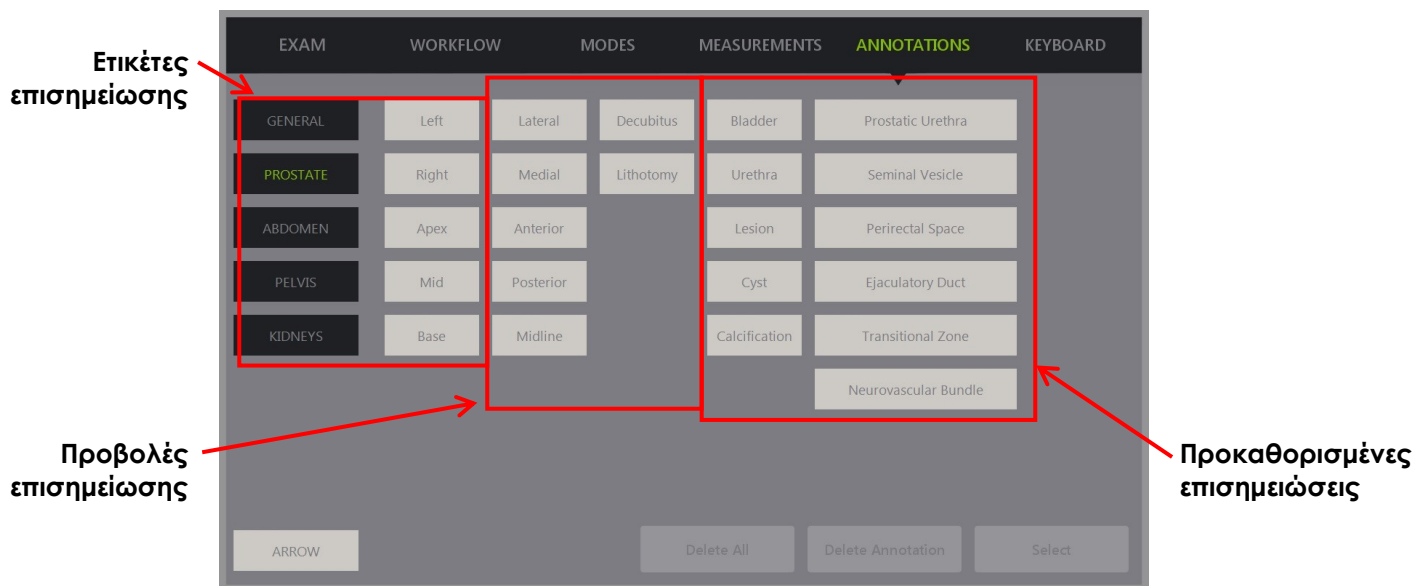 EXAM WORKFLOW MODES MEASUREMENTS ANNOTATIONS KEYBOARD
Ετικέτες
επισημείωσης
GENERAL Left Lateral Decubitus Bladder Prostatic Urethra
PROSTATE Right Medial Lithotomy Urethra Seminal Vesicle
ABDOMEN Apex Anterior Lesion Perirectal Space
PELVIS Mid Posterior Cyst Ejaculatory Duct
KIDNEYS Base Midline Calcification Transitional Zone
Neurovascular Bundle
Προβολές
επισημείωσης
Προκαθορισμένες
επισημειώσεις
ARROW Delete All Delete Annotation Select